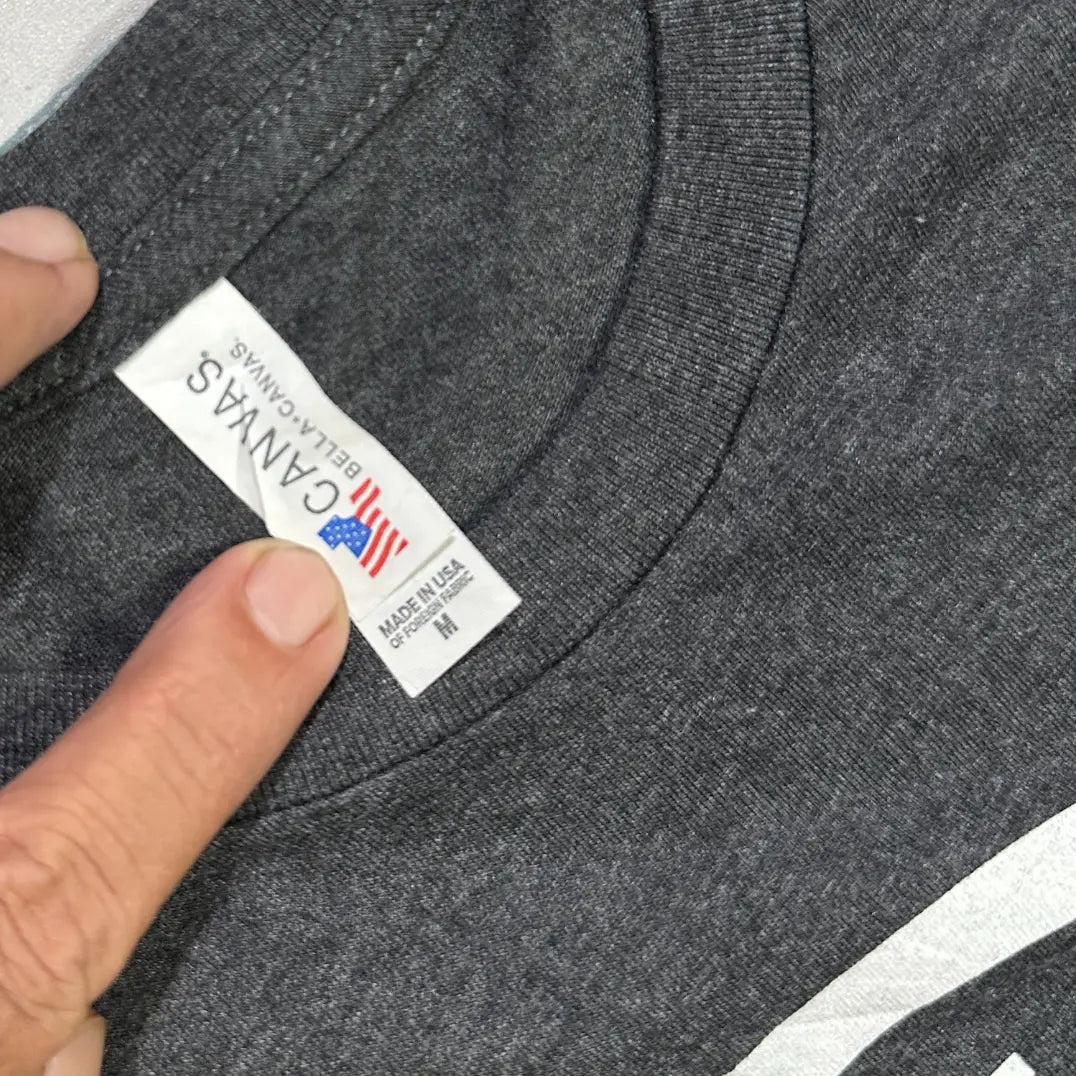 CANVAS®
BELLA+CANVAS.
MADE IN USA
OF FOREIGN FABRIC
M